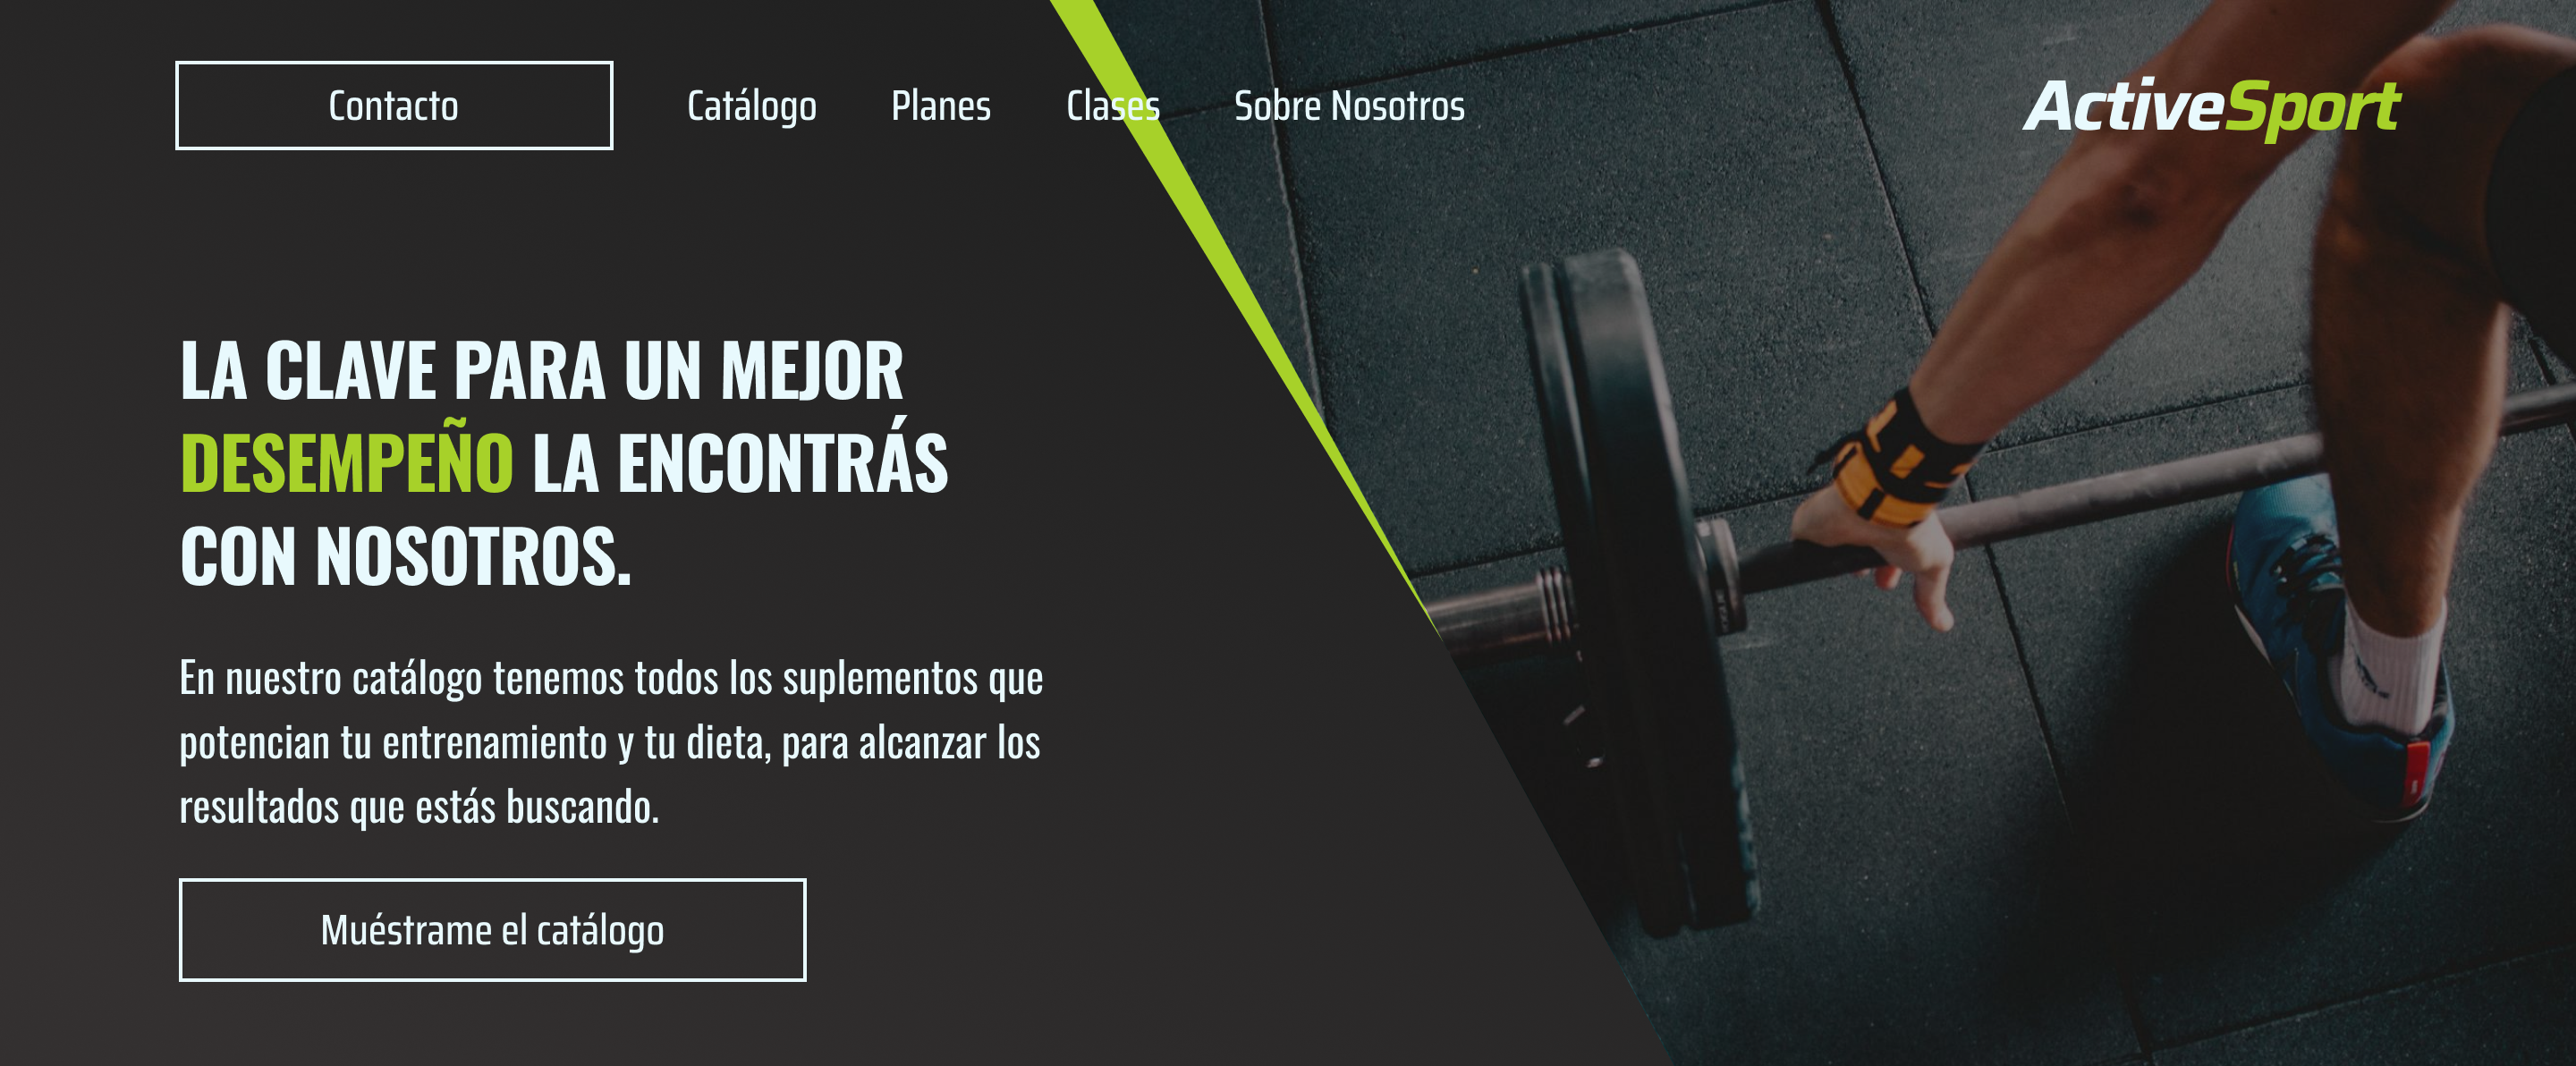 Contacto
Catálogo
Planes
Clases
Sobre Nosotros
ActiveSport
LA CLAVE PARA UN MEJOR
DESEMPEÑO LA ENCONTRÁS
CON NOSOTROS.
En nuestro catálogo tenemos todos los suplementos que
potencian tu entrenamiento y tu dieta, para alcanzar los
resultados que estás buscando.
Muéstrame el catálogo